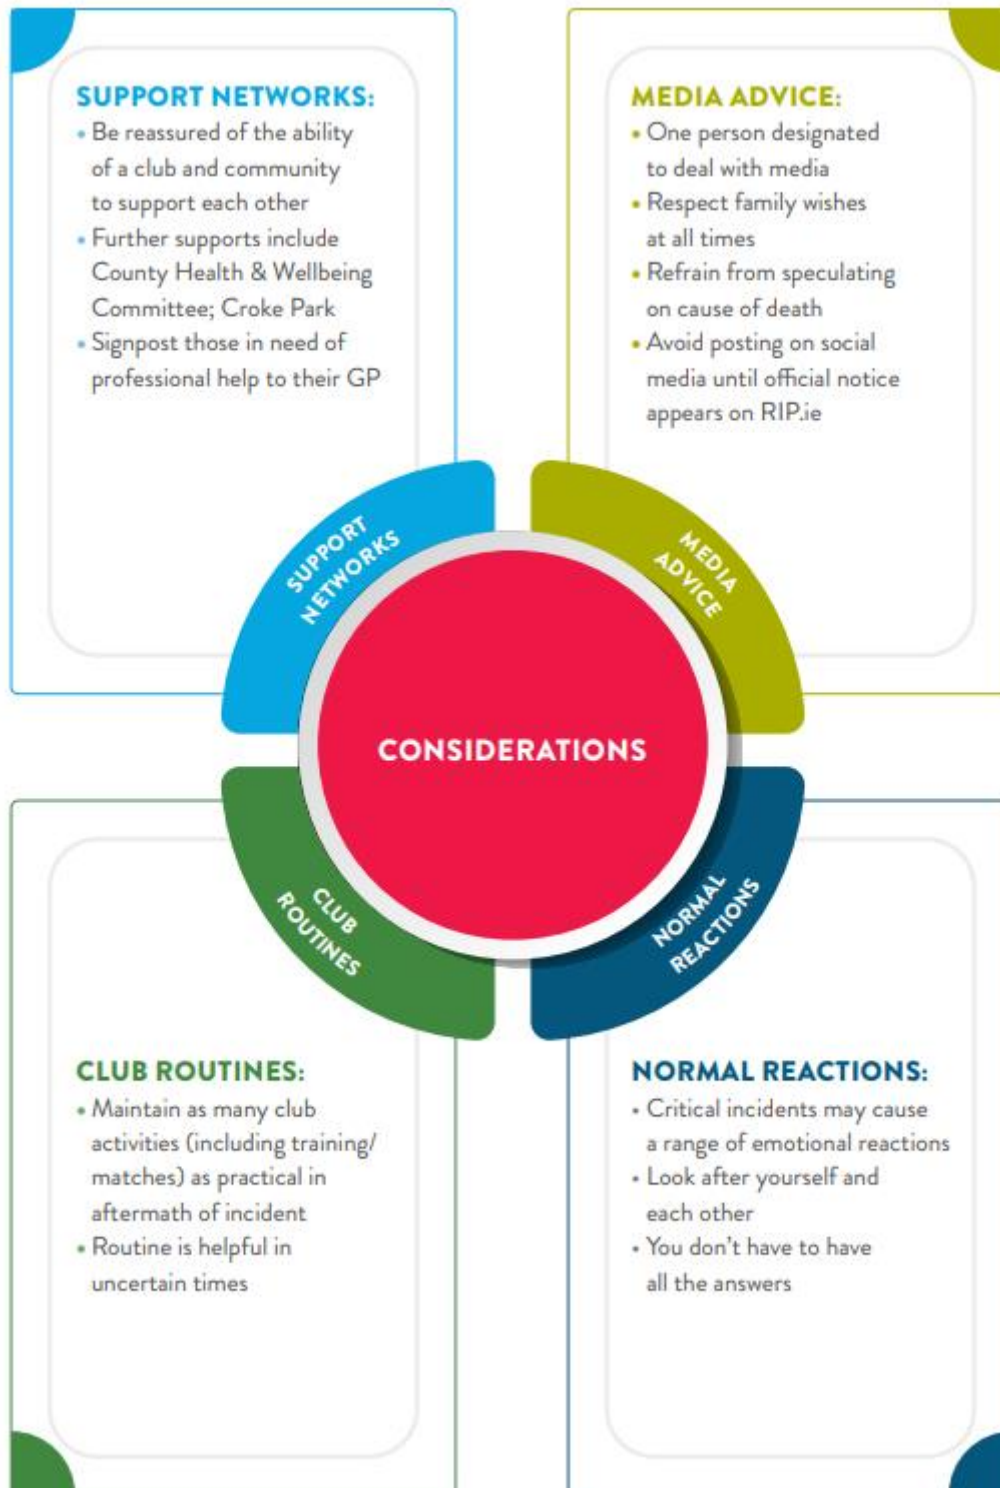 SUPPORT NETWORKS:
• Be reassured of the ability
of a club and community
to support each other
• Further supports include
County Health & Wellbeing
Committee; Croke Park
• Signpost those in need of
professional help to their GP
MEDIA ADVICE:
• One person designated
to deal with media
• Respect family wishes
at all times
• Refrain from speculating
on cause of death
• Avoid posting on social
media until official notice
appears on RIP.ie
SUPPORT
NETWORKS
MEDIA
ADVICE
CONSIDERATIONS
CLUB
ROUTINES
NORMAL
REACTIONS
CLUB ROUTINES:
• Maintain as many club
activities (including training/
matches) as practical in
aftermath of incident
• Routine is helpful in
uncertain times
NORMAL REACTIONS:
• Critical incidents may cause
a range of emotional reactions
• Look after yourself and
each other
• You don't have to have
all the answers